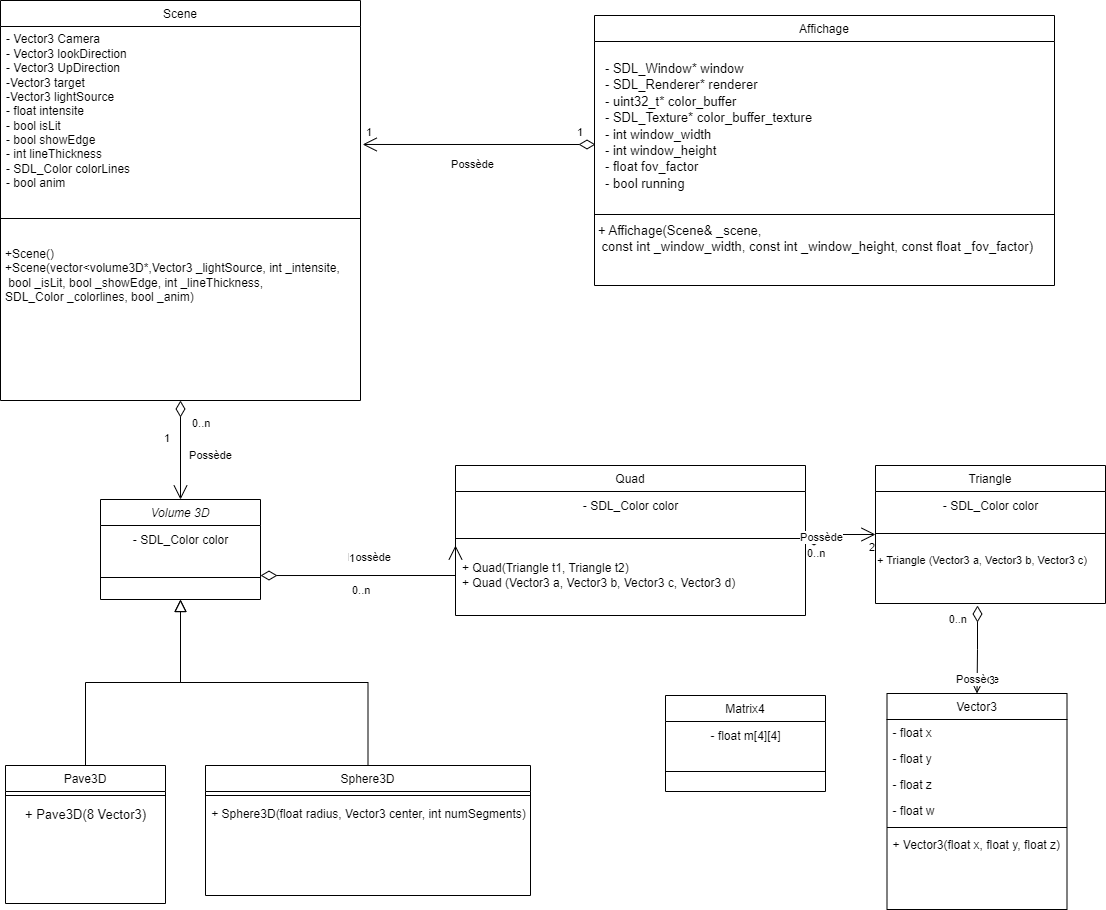 Scene
- Vector3 Camera
- Vector3 lookDirection
- Vector3 UpDirection
-Vector3 target
-Vector3 lightSource
- float intensite
- bool isLit
- bool showEdge
- int lineThickness
- SDL_Color colorLines
- bool anim
+Scene()
+Scene(vector<volume3D*,Vector3 _lightSource, int _intensite,
bool _isLit, bool _showEdge, int _lineThickness,
SDL_Color _colorlines, bool _anim)
1
1
Possède
Affichage
- SDL_Window* window
- SDL_Renderer* renderer
- uint32_t* color_buffer
- SDL_Texture* color_buffer_texture
- int window_width
- int window_height
- float fov_factor
- bool running
+ Affichage(Scene& _scene,
const int _window_width, const int _window_height, const float _fov_factor)
0..n
1
Possède
Volume 3D
- SDL_Color color
1
0..n
Quad
- SDL_Color color
+ Quad(Triangle t1, Triangle t2)
+ Quad (Vector3 a, Vector3 b, Vector3 c, Vector3 d)
Possède
0..n
2
Triangle
- SDL_Color color
+ Triangle (Vector3 a, Vector3 b, Vector3 c)
0..n
3
Vector3
- float x
- float y
- float z
- float w
+ Vector3(float x, float y, float z)
Matrix4
- float m[4][4]
Pave3D
+ Pave3D(8 Vector3)
Sphere3D
+ Sphere3D(float radius, Vector3 center, int numSegments)